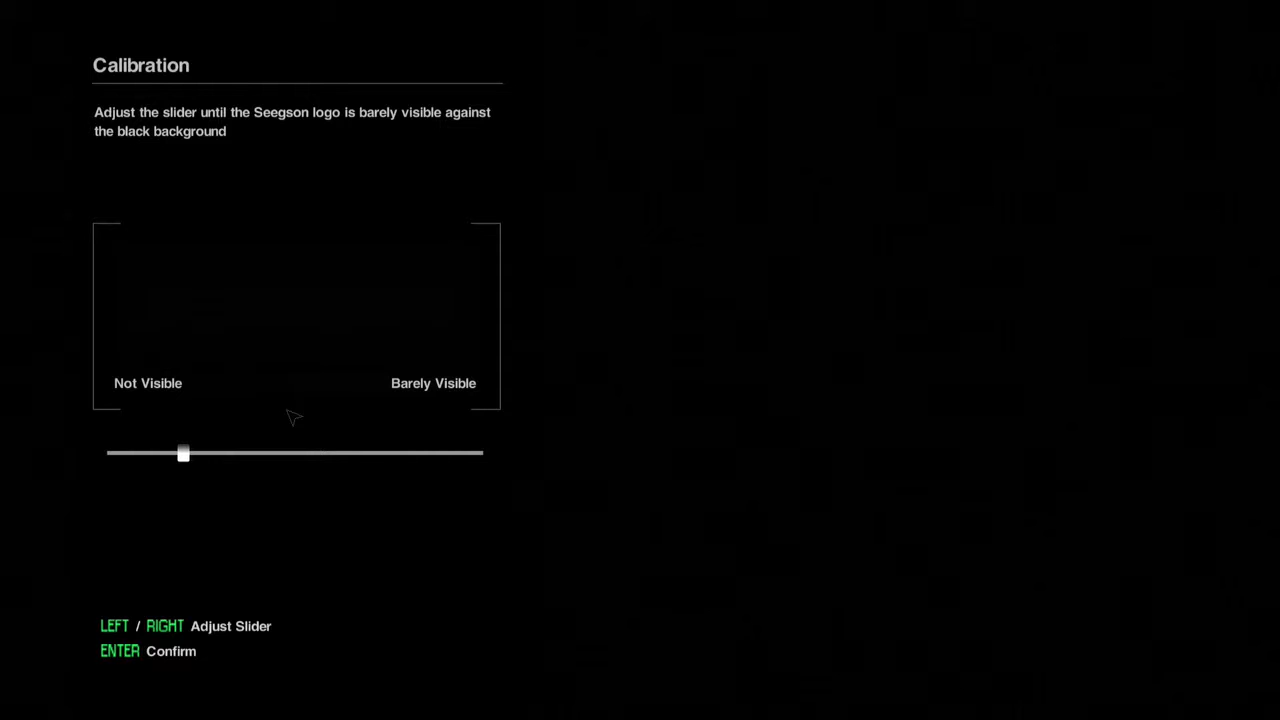 Calibration
Adjust the slider until the Seegson logo is barely visible against
the black background
Not Visible
Barely Visible
LEFT / RIGHT Adjust Slider
ENTER Confirm